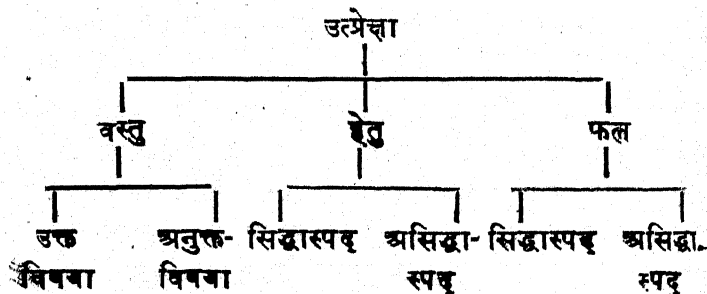 उत्प्रेक्षा
वस्तु हेतु फल
उक्त अनुक्त- सिद्धास्पद असिद्धा- सिद्धास्पद असिद्धा-
विषया विषया स्पद स्पद